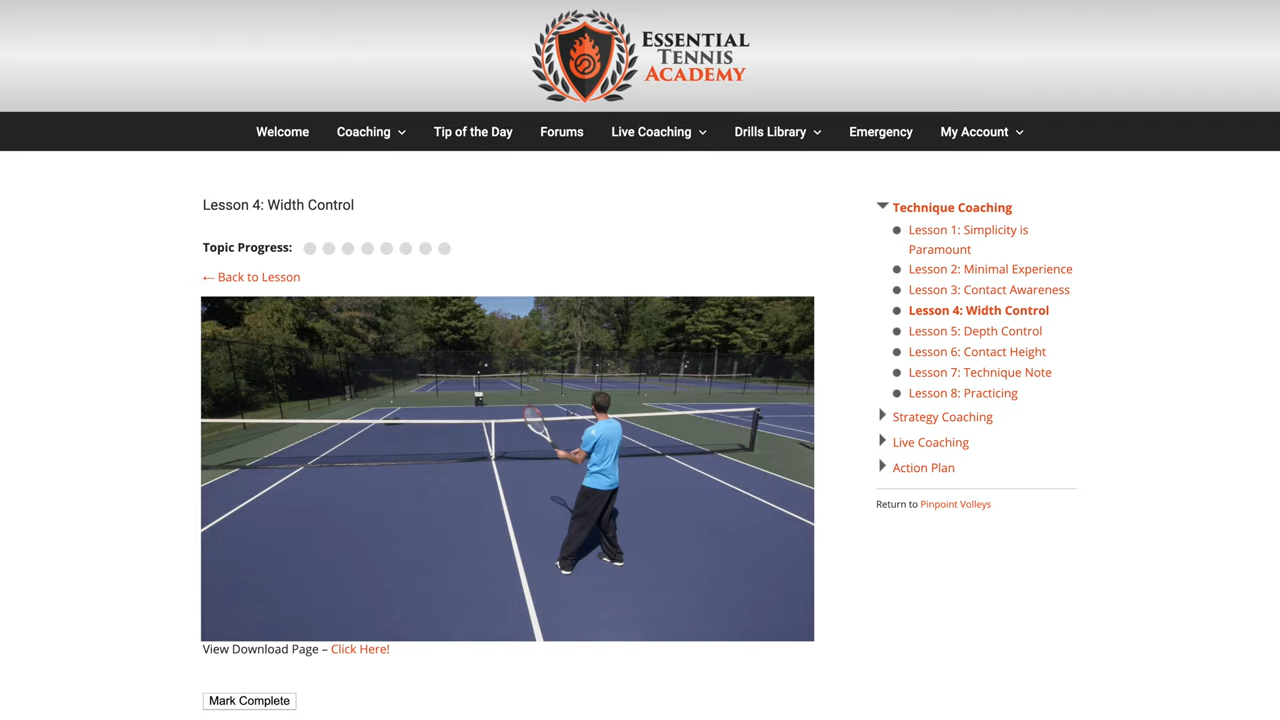 ESSENTIAL
TENNIS
ACADEMY
Welcome Coaching Tip of the Day Forums Live Coaching Drills Library Emergency My Account
Lesson 4: Width Control
Topic Progress:
← Back to Lesson
View Download Page – Click Here!
Mark Complete
Technique Coaching
Lesson 1: Simplicity is
Paramount
Lesson 2: Minimal Experience
Lesson 3: Contact Awareness
Lesson 4: Width Control
Lesson 5: Depth Control
Lesson 6: Contact Height
Lesson 7: Technique Note
Lesson 8: Practicing
Strategy Coaching
Live Coaching
Action Plan
Return to Pinpoint Volleys